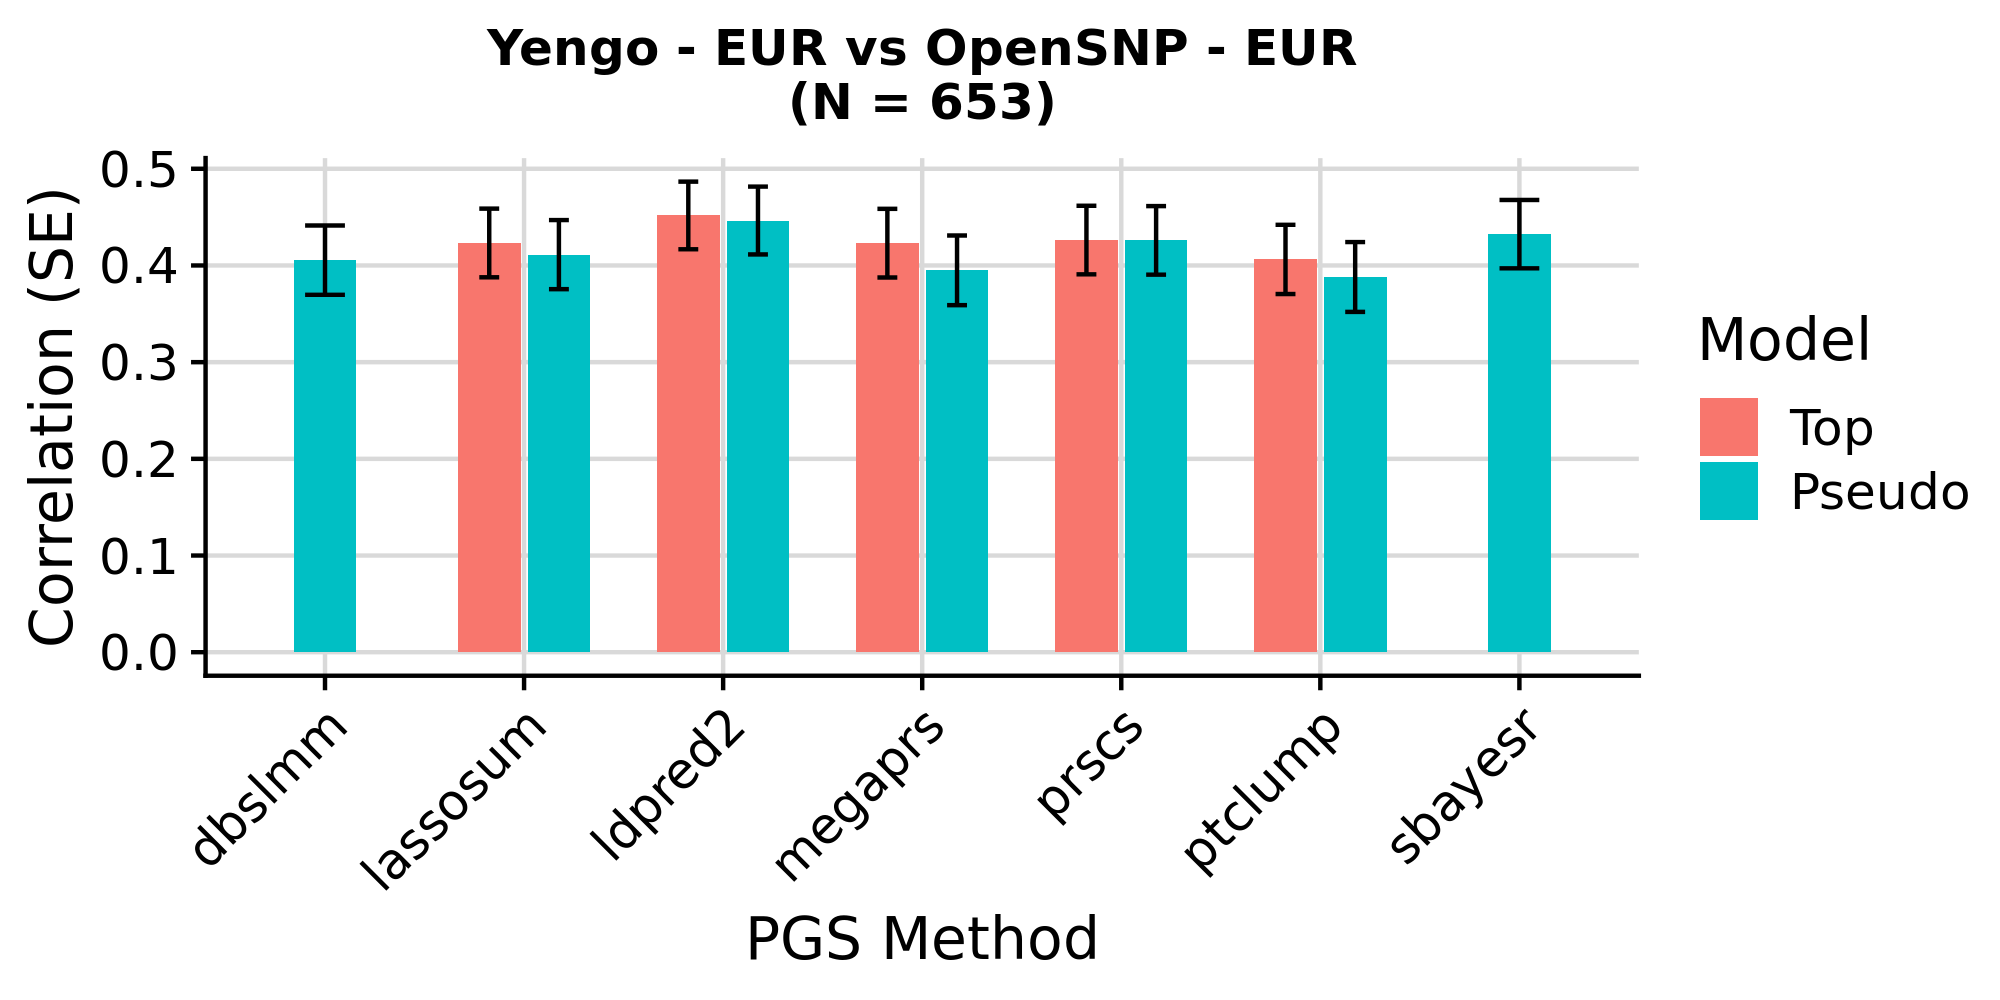 Yengo - EUR vs OpenSNP - EUR
(N = 653)
Correlation (SE)
0.5
0.4
0.3
0.2
0.1
0.0
dbslmm
lassosum
ldpred2
megaprs
prscs
ptclump
sbayesr
PGS Method
Model
Top
Pseudo